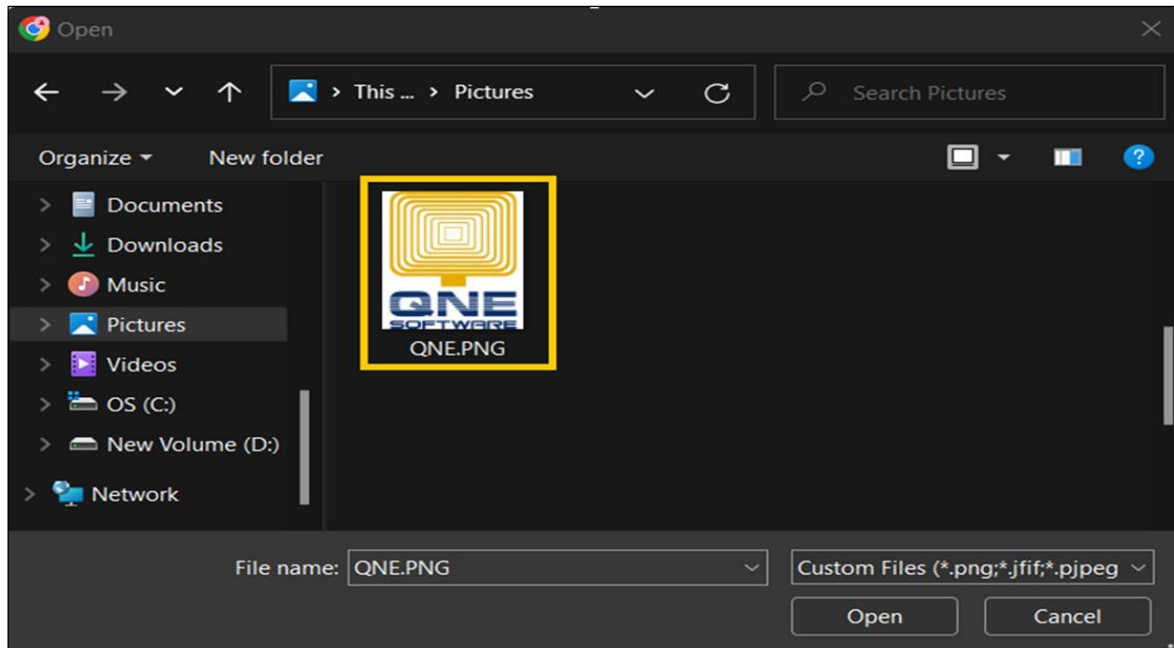 Open
This ... > Pictures
Search Pictures
Organize
New folder
?
Documents
Downloads
Music
Pictures
Videos
OS (C:)
New Volume (D:)
Network
QNE
SOFTWARE
QNE.PNG
File name: QNE.PNG
Custom Files (*.png;*.jfif;*.pjpeg
Open
Cancel